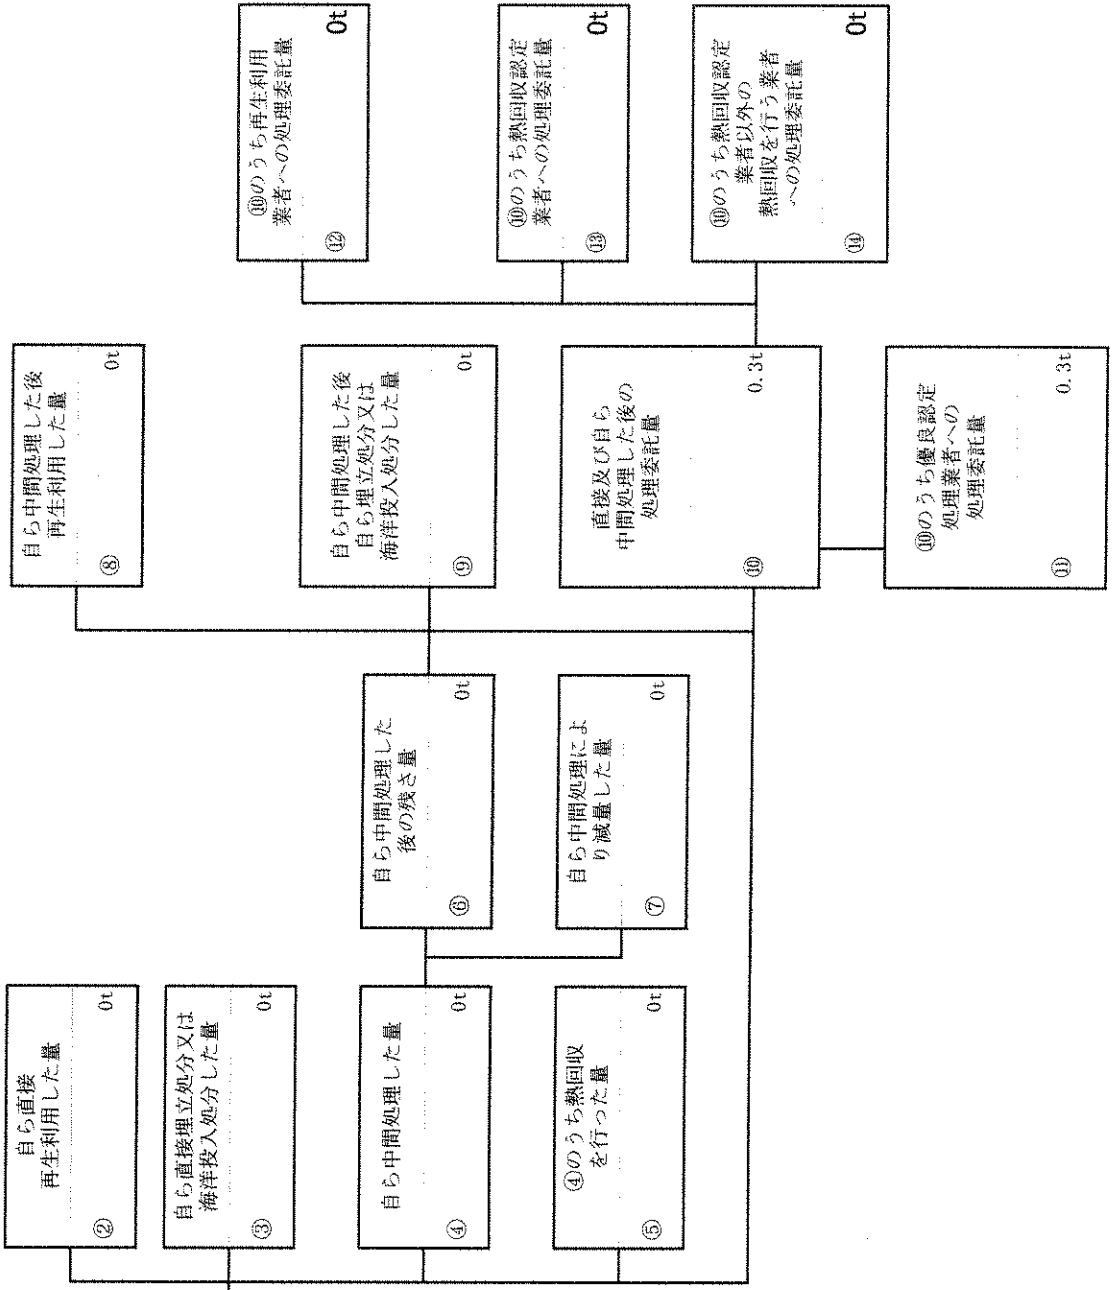 自ら直接
再生利用した量
②
0t
自ら直接埋立処分又は
海洋投入処分した量
③
0t
自ら中間処理した量
④
0t
④のうち熱回収
を行った量
⑤
0t
自ら中間処理した
後の残さ量
⑥
0t
自ら中間処理によ
り減量した量
⑦
0t
自ら中間処理した後
再生利用した量
⑧
0t
自ら中間処理した後
自ら埋立処分又は
海洋投入処分した量
⑨
0t
直接及び自ら
中間処理した後の
処理委託量
⑩
0.3t
⑩のうち優良認定
処理業者への
処理委託量
⑪
0.3t
⑩のうち再生利用
業者への処理委託量
⑫
0t
⑩のうち熱回収認定
業者への処理委託量
⑬
0t
⑩のうち熱回収認定
業者以外の
熱回収を行う業者
への処理委託量
⑭
0t